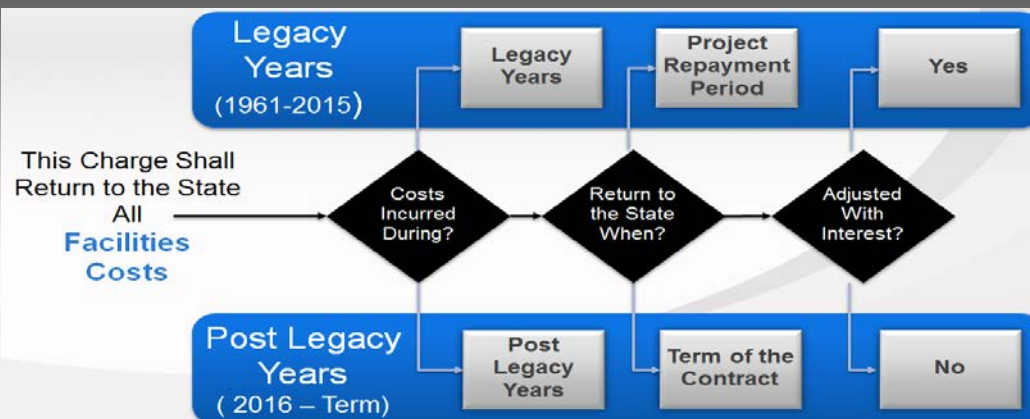 Legacy
Years
(1961-2015)
Legacy
Years
Project
Repayment
Period
Yes
This Charge Shall
Return to the State
All
Facilities
Costs
Costs
Incurred
During?
Return to
the State
When?
Adjusted
With
Interest?
Post Legacy
Years
( 2016 – Term)
Post
Legacy
Years
Term of the
Contract
No